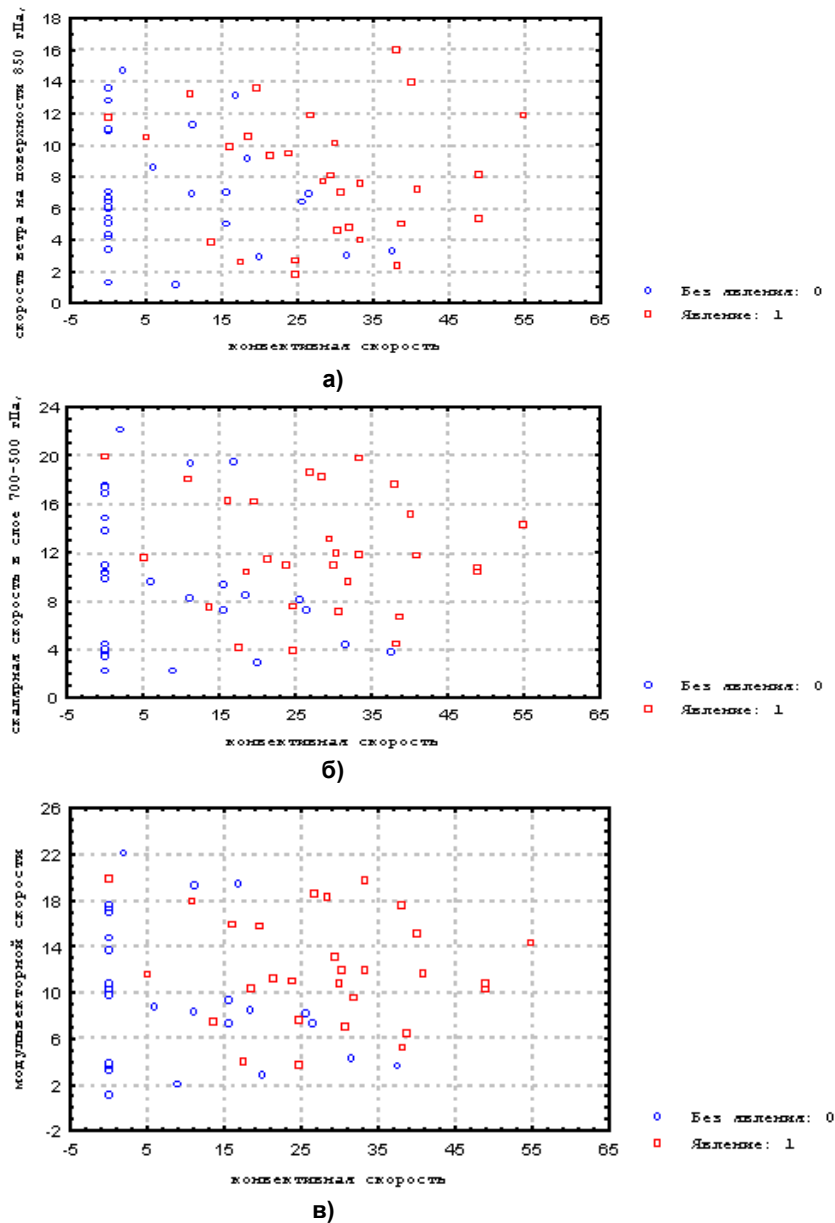 скорость ветра на поверхности 850 гПа,
18
16
14
12
10
8
6
4
2
0
-5 5 15 25 35 45 55 65
конвективная скорость
Без явления: 0
Явление: 1
а)
скалярная скорость в слое 700-500 гПа,
24
20
16
12
8
4
0
-5 5 15 25 35 45 55 65
конвективная скорость
Без явления: 0
Явление: 1
б)
модульвекторной скорости
26
22
18
14
10
6
2
-2
-5 5 15 25 35 45 55 65
конвективная скорость
Без явления: 0
Явление: 1
в)